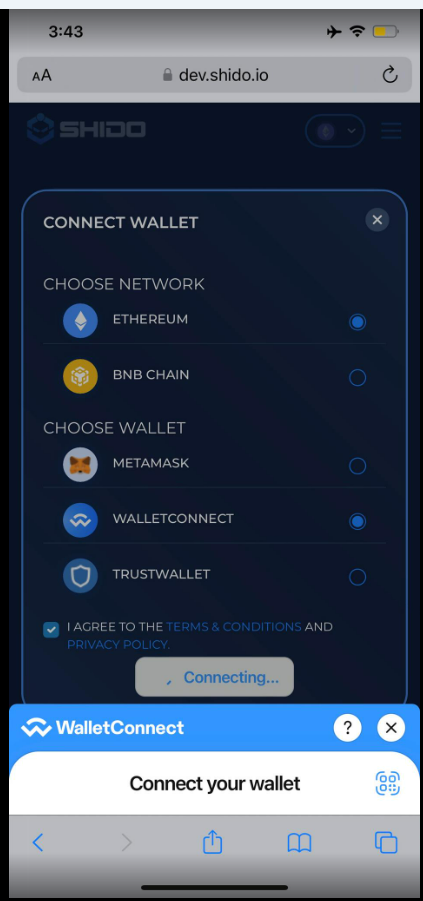 3:43
AA dev.shido.io
SHIDO
CONNECT WALLET
CHOOSE NETWORK
ETHEREUM
BNB CHAIN
CHOOSE WALLET
METAMASK
WALLETCONNECT
TRUSTWALLET
I AGREE TO THE TERMS & CONDITIONS AND
PRIVACY POLICY.
Connecting...
WalletConnect ?
Connect your wallet